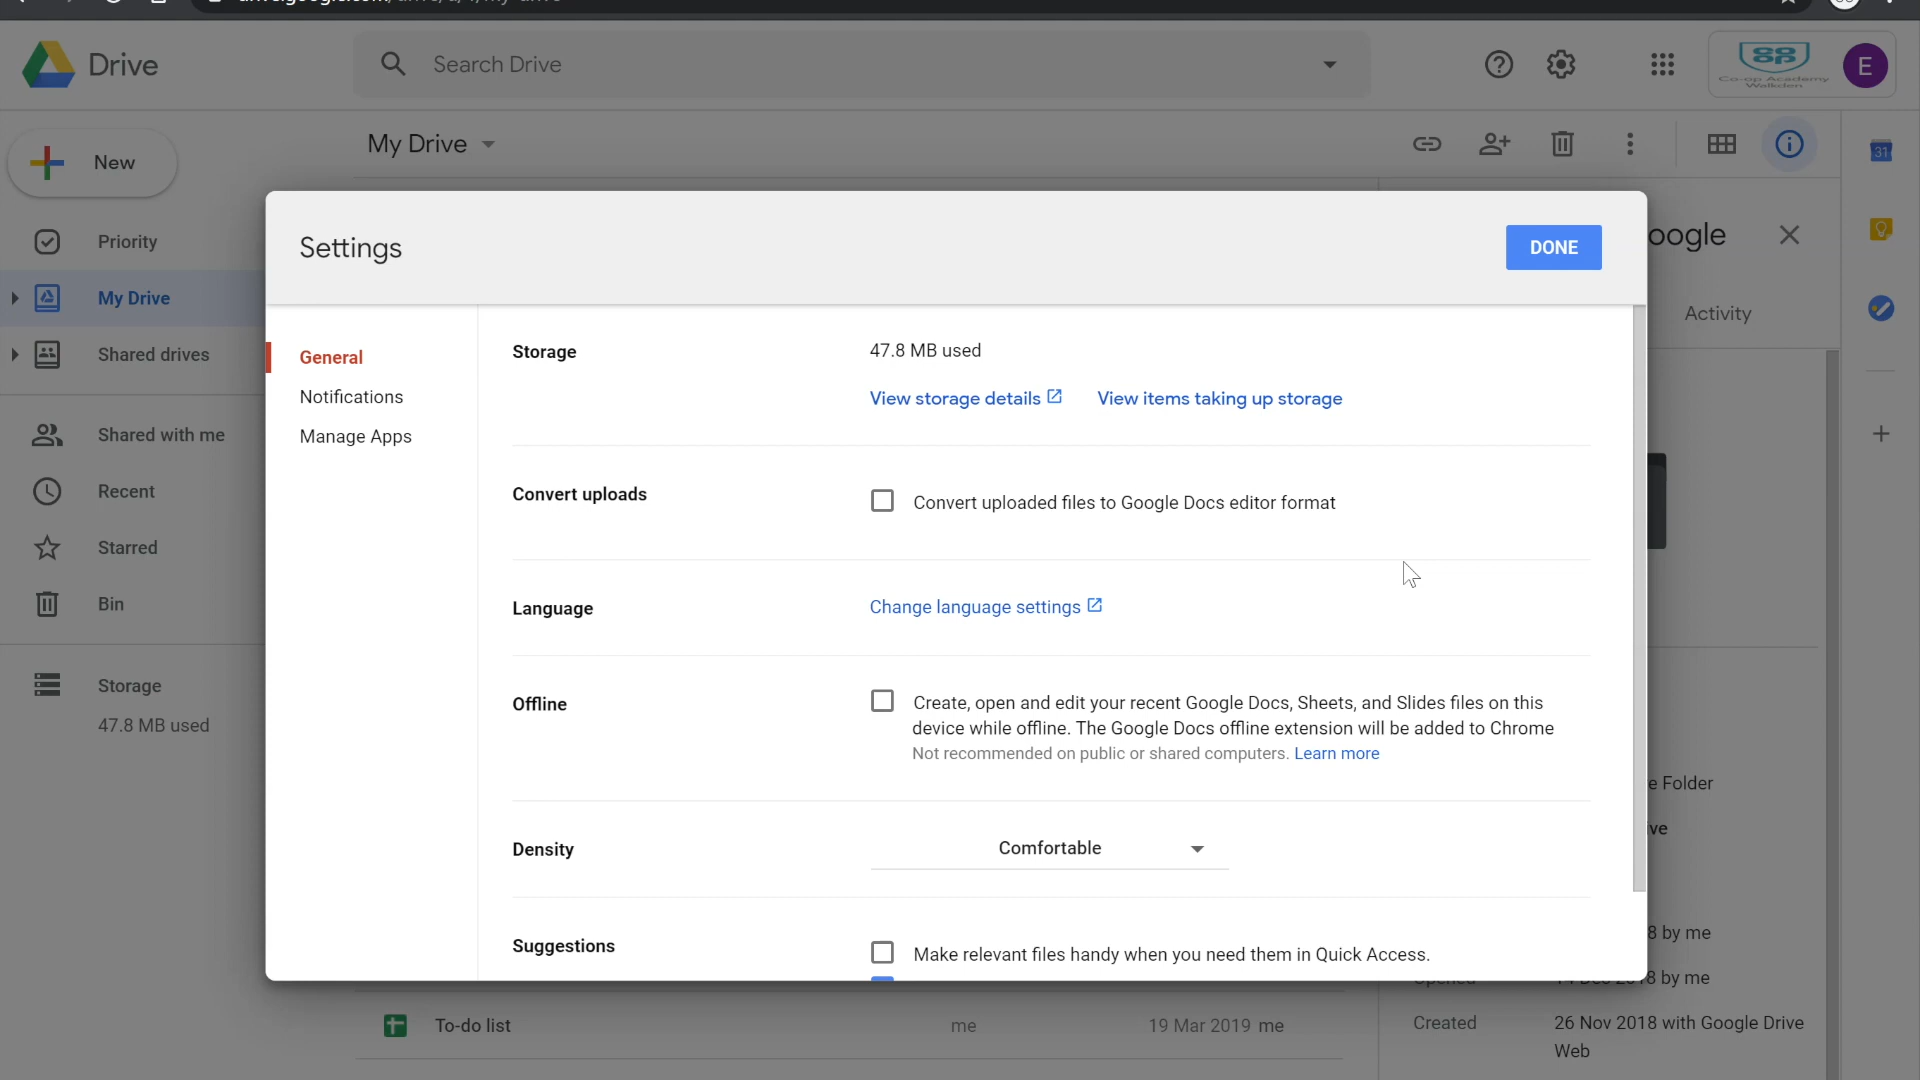 Drive
Search Drive
Co-op Academy
Walkden
E
New
My Drive
31
Priority
My Drive
Shared drives
Shared with me
Recent
Starred
Bin
Storage
47.8 MB used
Settings
DONE
oogle
Activity
General
Notifications
Manage Apps
Storage
47.8 MB used
View storage details
View items taking up storage
Convert uploads
Convert uploaded files to Google Docs editor format
Language
Change language settings
Offline
Create, open and edit your recent Google Docs, Sheets, and Slides files on this
device while offline. The Google Docs offline extension will be added to Chrome
Not recommended on public or shared computers. Learn more
Density
Comfortable
Suggestions
Make relevant files handy when you need them in Quick Access.
e Folder
ve
8 by me
8 by me
To-do list
me
19 Mar 2019 me
Created
26 Nov 2018 with Google Drive
Web